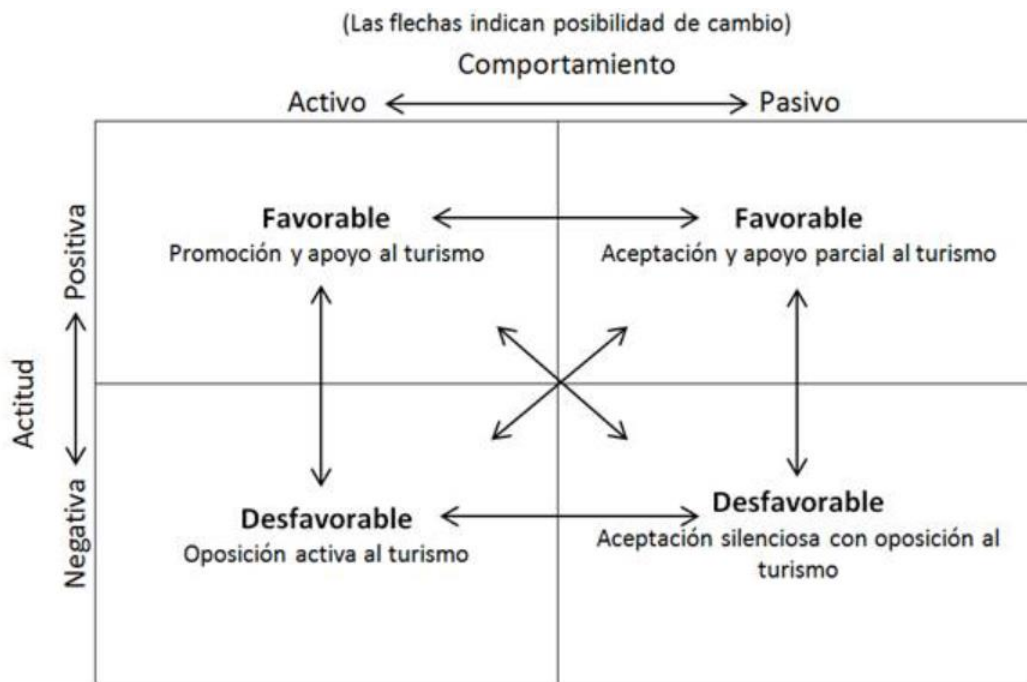 (Las flechas indican posibilidad de cambio)
Comportamiento
Activo
Pasivo
Actitud
Positiva
Negativa
Favorable
Promoción y apoyo al turismo
Favorable
Aceptación y apoyo parcial al turismo
Desfavorable
Oposición activa al turismo
Desfavorable
Aceptación silenciosa con oposición al
turismo